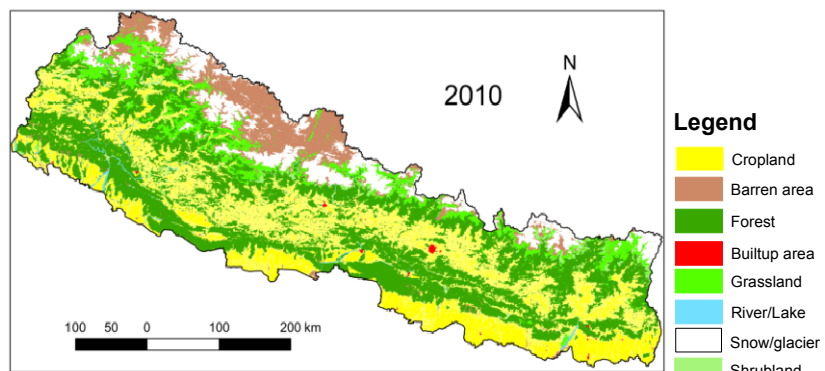 N
2010
Legend
Cropland
Barren area
Forest
Builtup area
Grassland
River/Lake
Snow/glacier
Shrubland
100 50 0 100 200 km